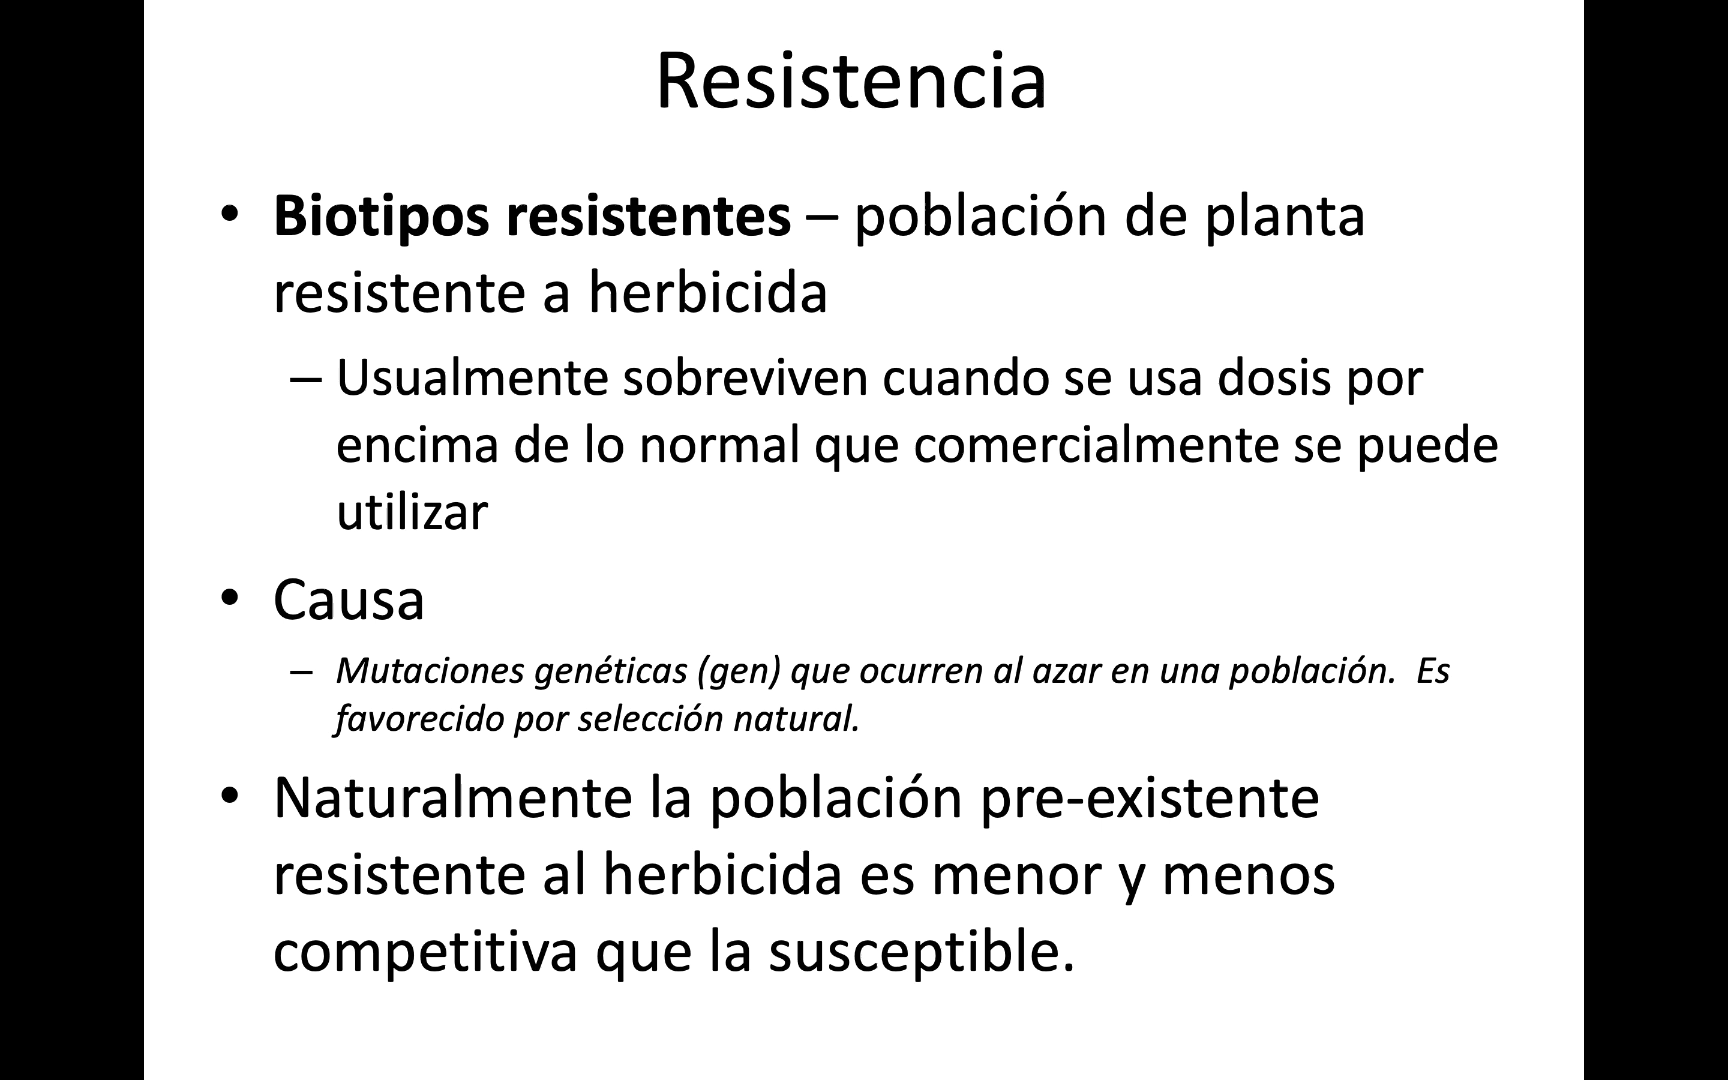 Resistencia
• Biotipos resistentes – población de planta
resistente a herbicida
– Usualmente sobreviven cuando se usa dosis por
encima de lo normal que comercialmente se puede
utilizar
• Causa
– Mutaciones genéticas (gen) que ocurren al azar en una población.  Es
favorecido por selección natural.
• Naturalmente la población pre-existente
resistente al herbicida es menor y menos
competitiva que la susceptible.